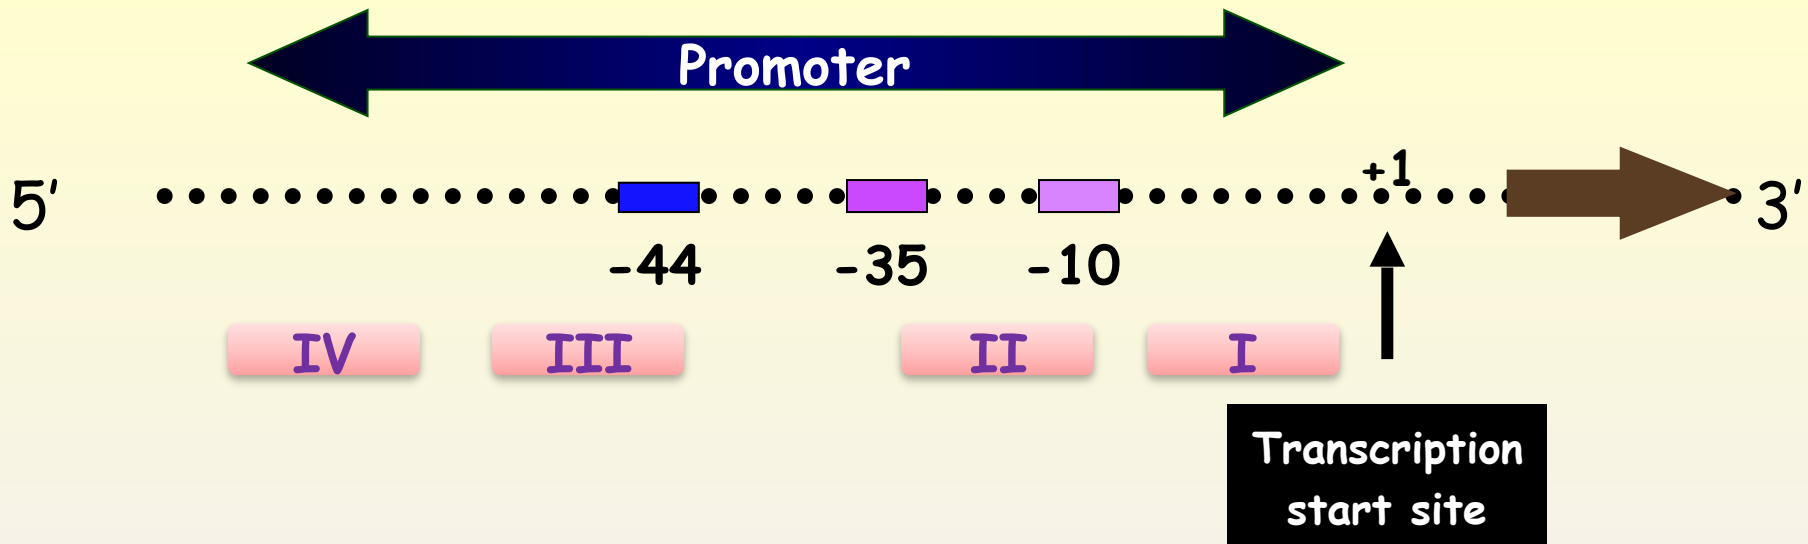 Promoter
+1
5' 3'
-44 -35 -10
IV III II I
Transcription
start site